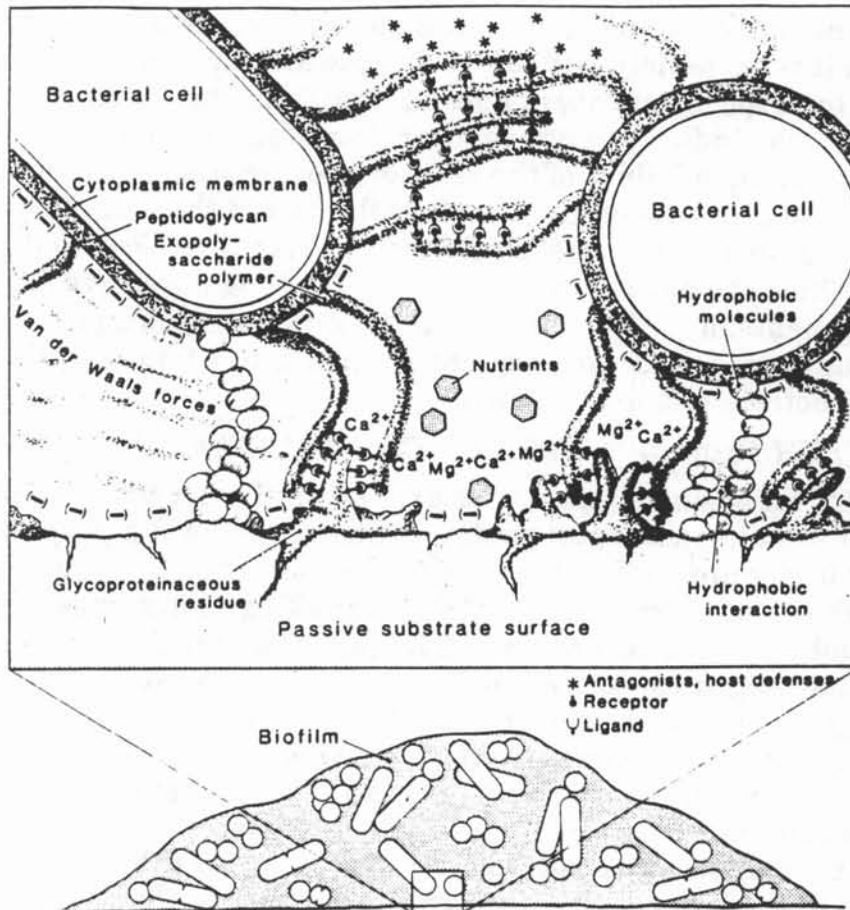 Bacterial cell
Cytoplasmic membrane
Peptidoglycan
Exopoly-
saccharide
polymer
Bacterial cell
Hydrophobic
molecules
Van der Waals forces
Nutrients
Ca²⁺
Ca²⁺Mg²⁺Ca²⁺Mg²⁺
Mg²⁺
Ca²⁺
Glycoproteinaceous
residue
Hydrophobic
interaction
Passive substrate surface
* Antagonists, host defenses
Receptor
Ligand
Biofilm